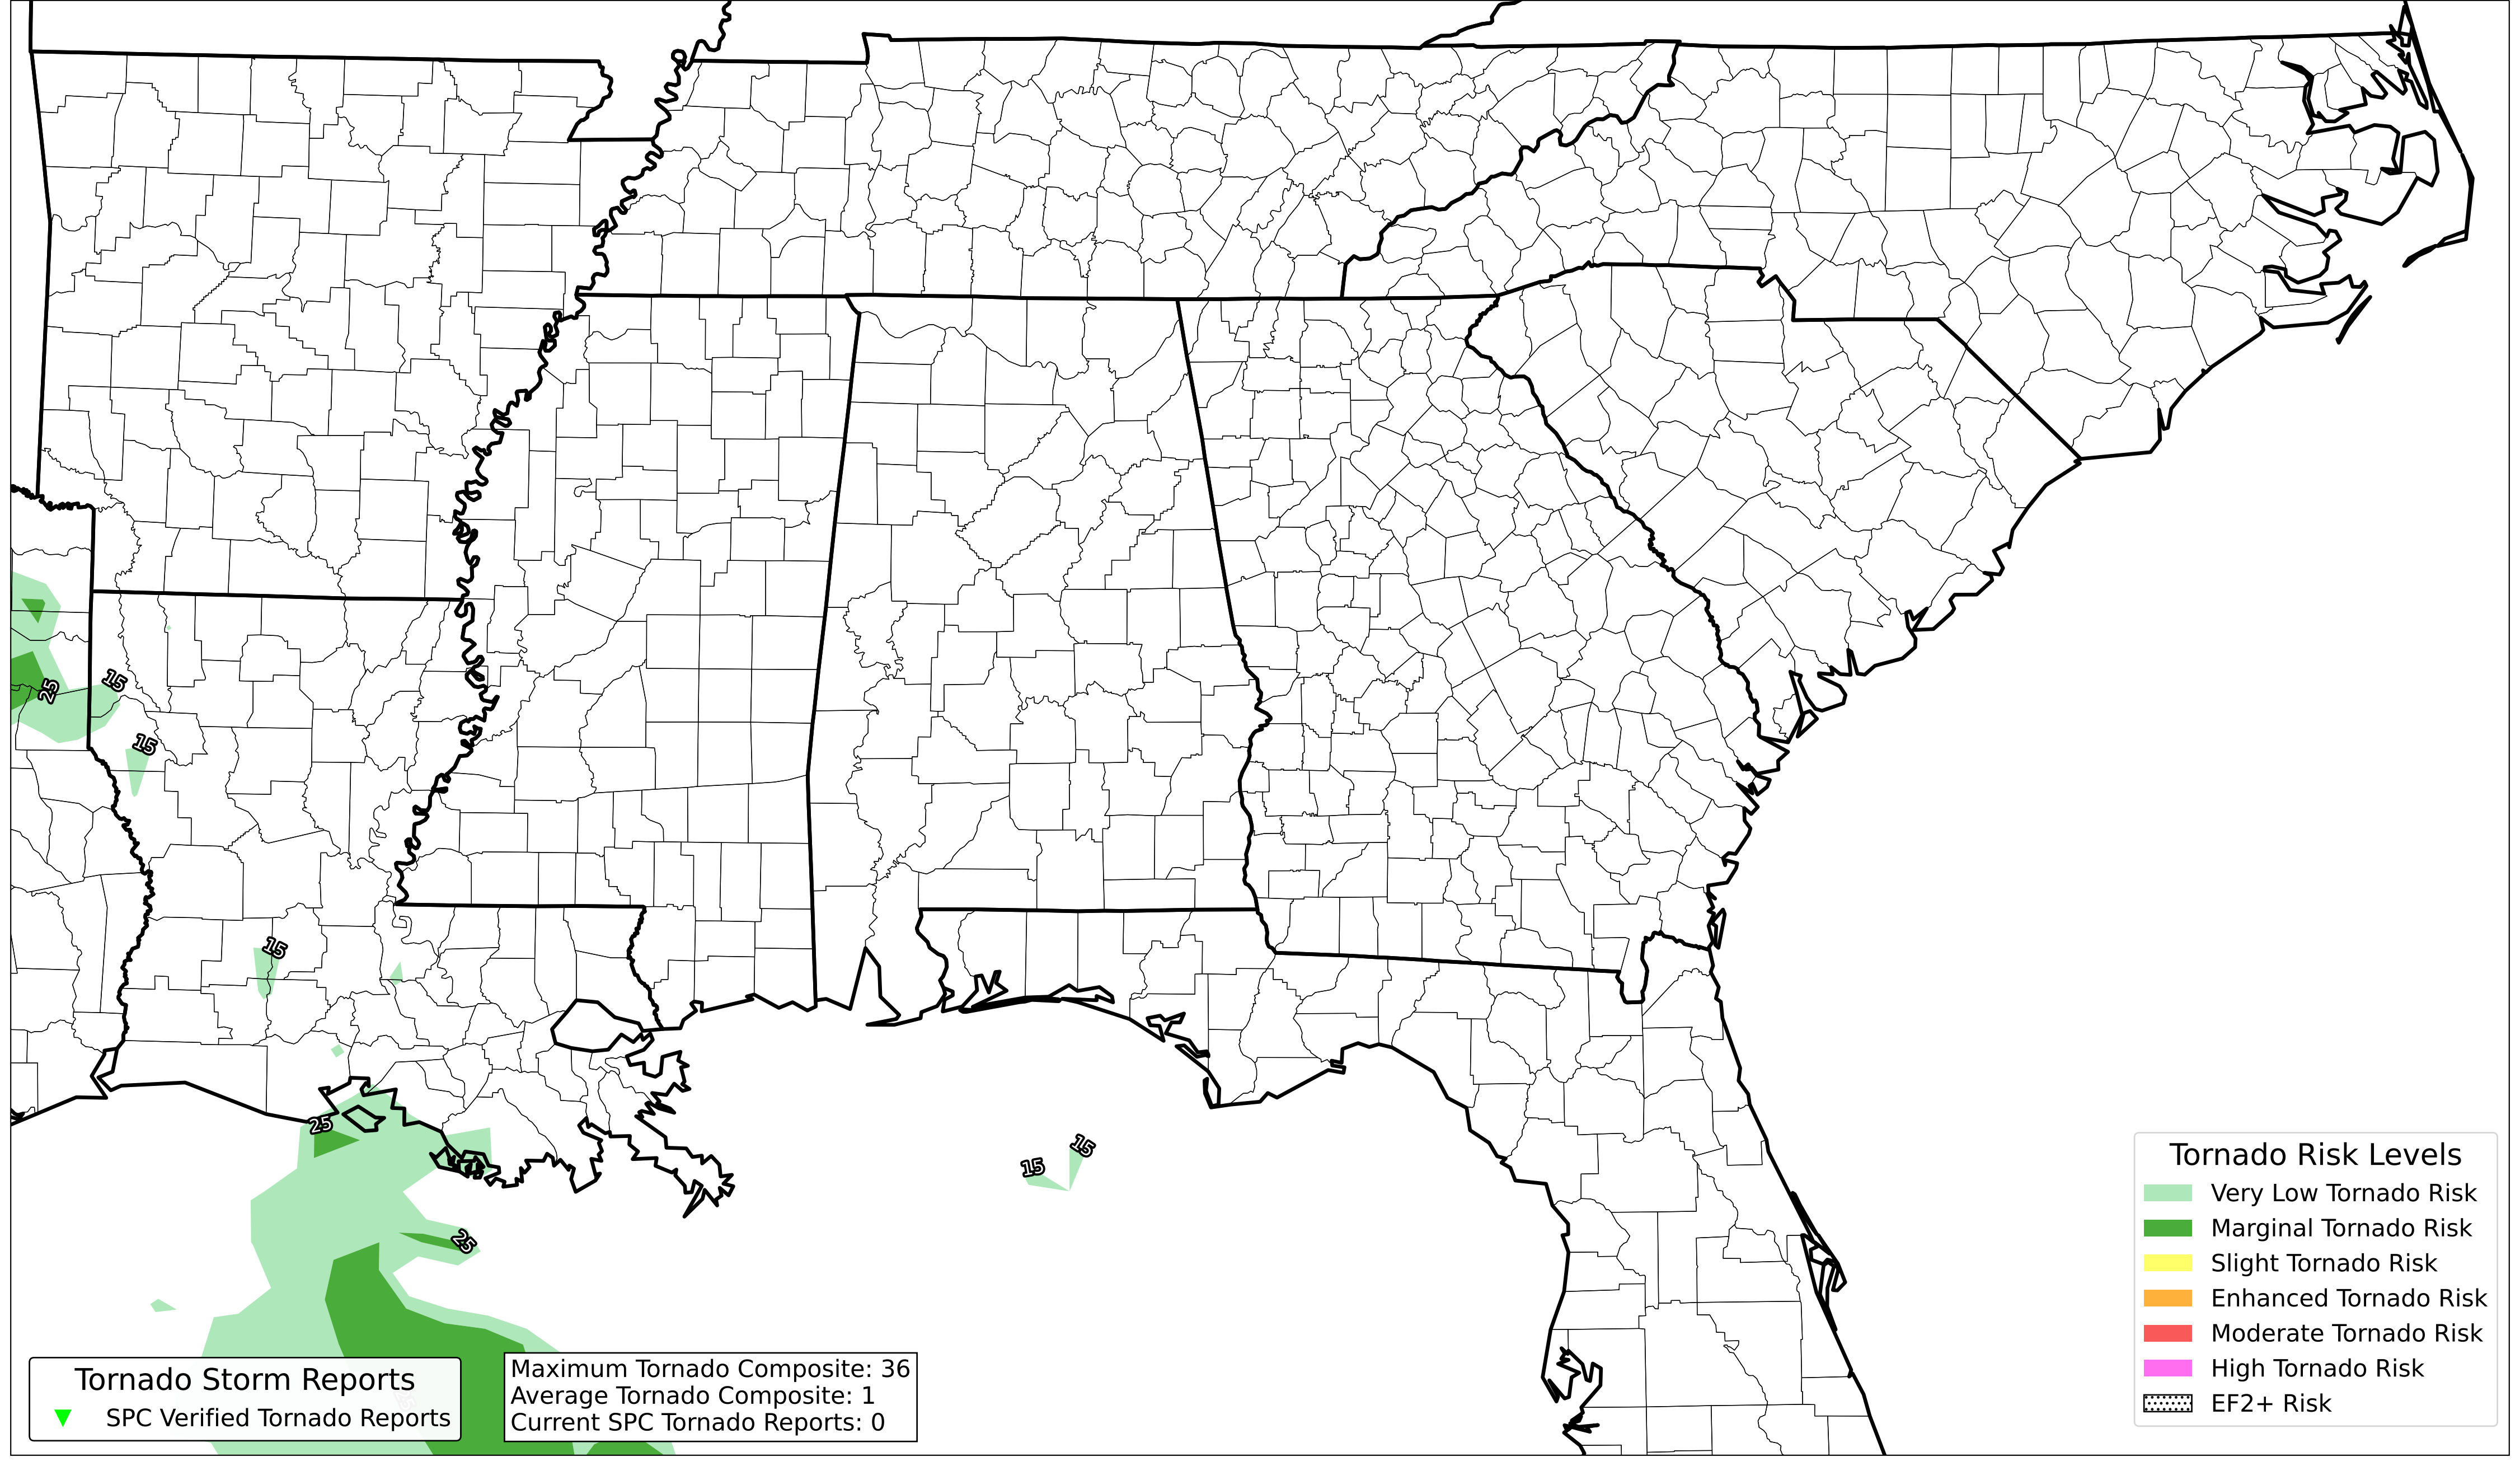 25
15
15
15
25
15
15
25
Tornado Storm Reports
SPC Verified Tornado Reports
Maximum Tornado Composite: 36
Average Tornado Composite: 1
Current SPC Tornado Reports: 0
Tornado Risk Levels
Very Low Tornado Risk
Marginal Tornado Risk
Slight Tornado Risk
Enhanced Tornado Risk
Moderate Tornado Risk
High Tornado Risk
EF2+ Risk